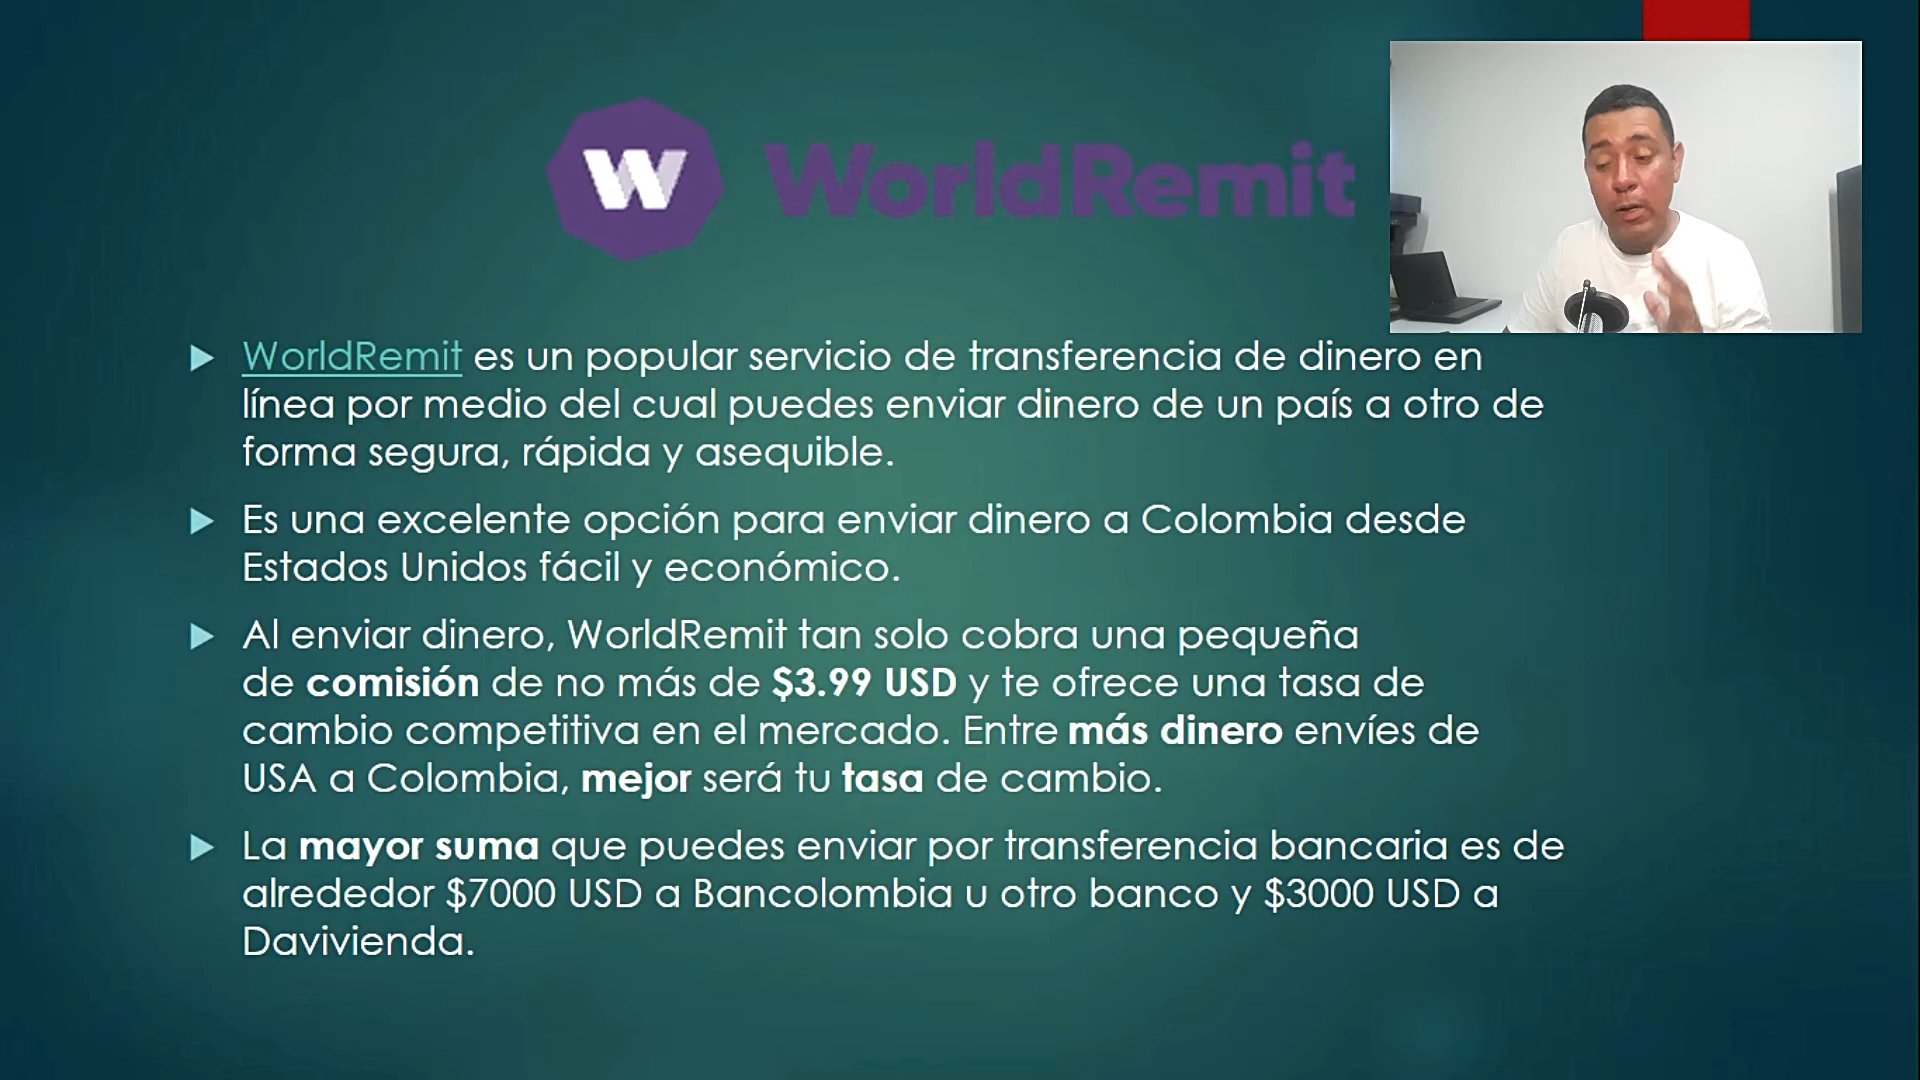 W WorldRemit
WorldRemit es un popular servicio de transferencia de dinero en
línea por medio del cual puedes enviar dinero de un país a otro de
forma segura, rápida y asequible.
Es una excelente opción para enviar dinero a Colombia desde
Estados Unidos fácil y económico.
Al enviar dinero, WorldRemit tan solo cobra una pequeña
de comisión de no más de $3.99 USD y te ofrece una tasa de
cambio competitiva en el mercado. Entre más dinero envíes de
USA a Colombia, mejor será tu tasa de cambio.
La mayor suma que puedes enviar por transferencia bancaria es de
alrededor $7000 USD a Bancolombia u otro banco y $3000 USD a
Davivienda.